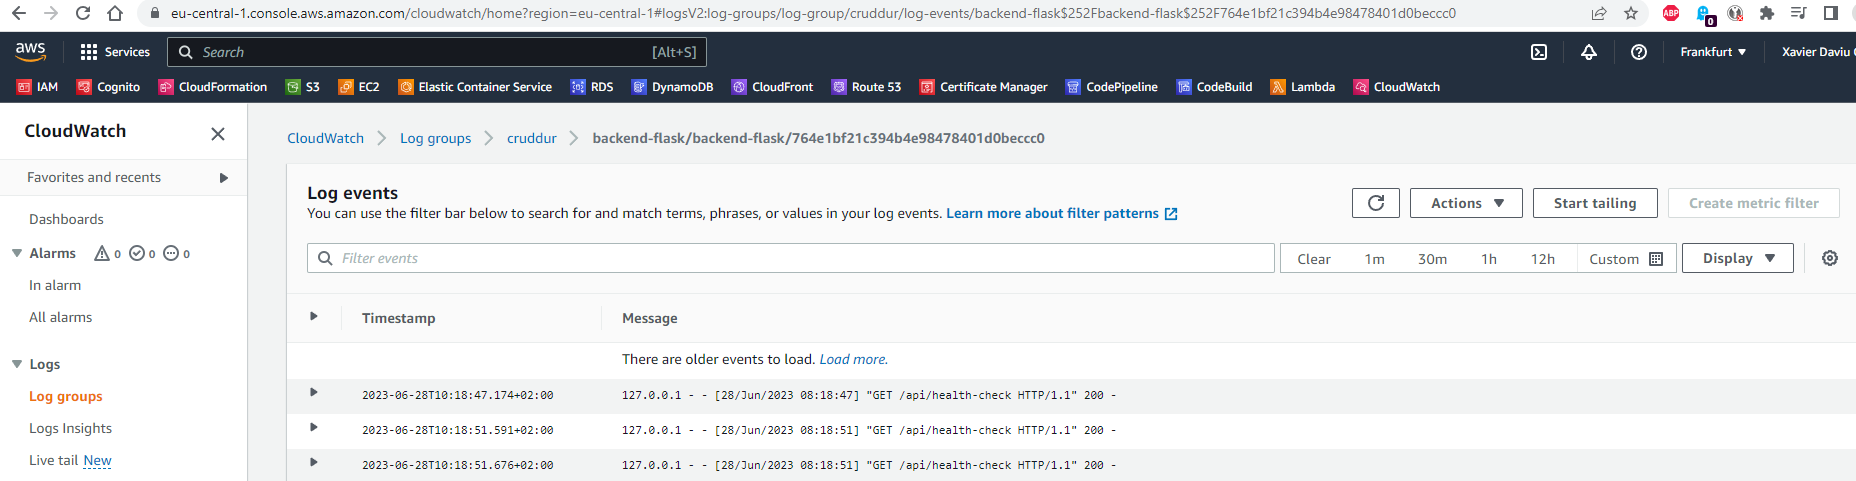 eu-central-1.console.aws.amazon.com/cloudwatch/home?region=eu-central-1#logsV2:log-groups/log-group/cruddur/log-events/backend-flask$252Fbackend-flask$252F764e1bf21c394b4e98478401d0beccc0
ABP 0
aws Services Search [Alt+S] Frankfurt Xavier Daviu
IAM Cognito CloudFormation S3 EC2 Elastic Container Service RDS DynamoDB CloudFront Route 53 Certificate Manager CodePipeline CodeBuild Lambda CloudWatch
CloudWatch
Favorites and recents
Dashboards
Alarms 0 0 0
In alarm
All alarms
Logs
Log groups
Logs Insights
Live tail New
CloudWatch Log groups cruddur backend-flask/backend-flask/764e1bf21c394b4e98478401d0beccc0
Log events
You can use the filter bar below to search for and match terms, phrases, or values in your log events. Learn more about filter patterns
Actions Start tailing Create metric filter
Filter events Clear 1m 30m 1h 12h Custom Display
Timestamp Message
There are older events to load. Load more.
2023-06-28T10:18:47.174+02:00 127.0.0.1 - - [28/Jun/2023 08:18:47] "GET /api/health-check HTTP/1.1" 200 -
2023-06-28T10:18:51.591+02:00 127.0.0.1 - - [28/Jun/2023 08:18:51] "GET /api/health-check HTTP/1.1" 200 -
2023-06-28T10:18:51.676+02:00 127.0.0.1 - - [28/Jun/2023 08:18:51] "GET /api/health-check HTTP/1.1" 200 -